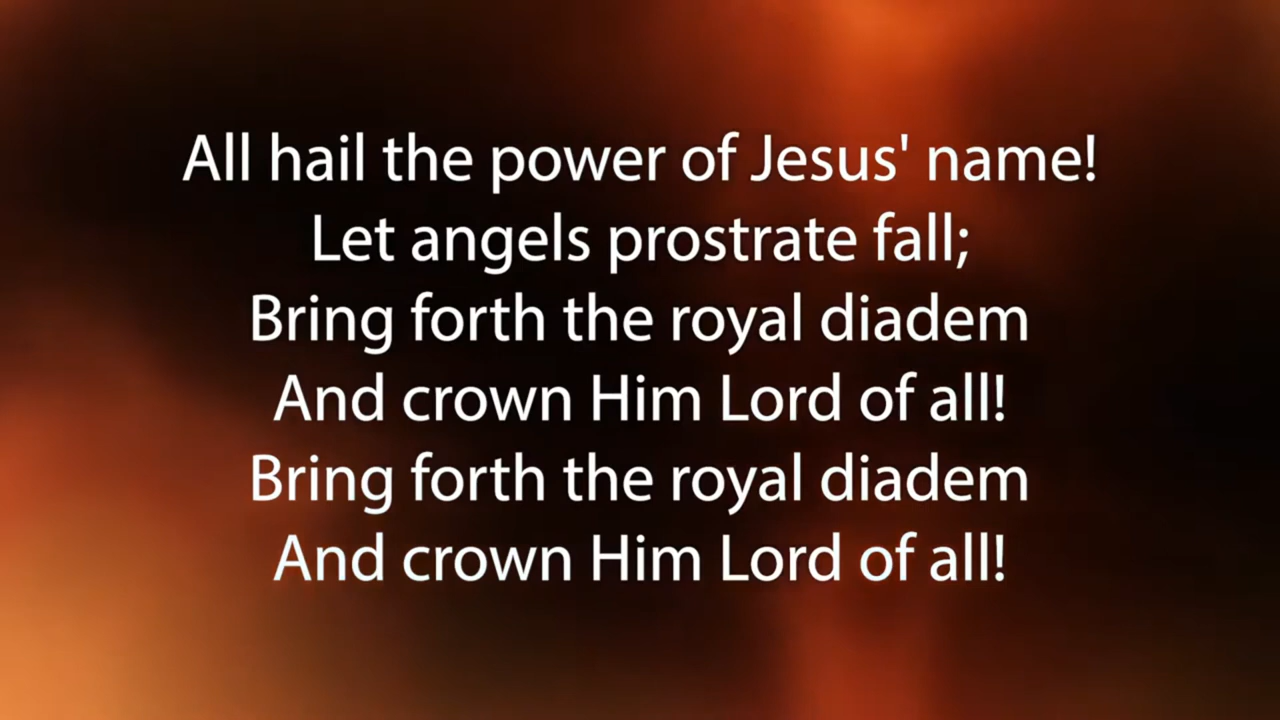 All hail the power of Jesus' name!
Let angels prostrate fall;
Bring forth the royal diadem
And crown Him Lord of all!
Bring forth the royal diadem
And crown Him Lord of all!